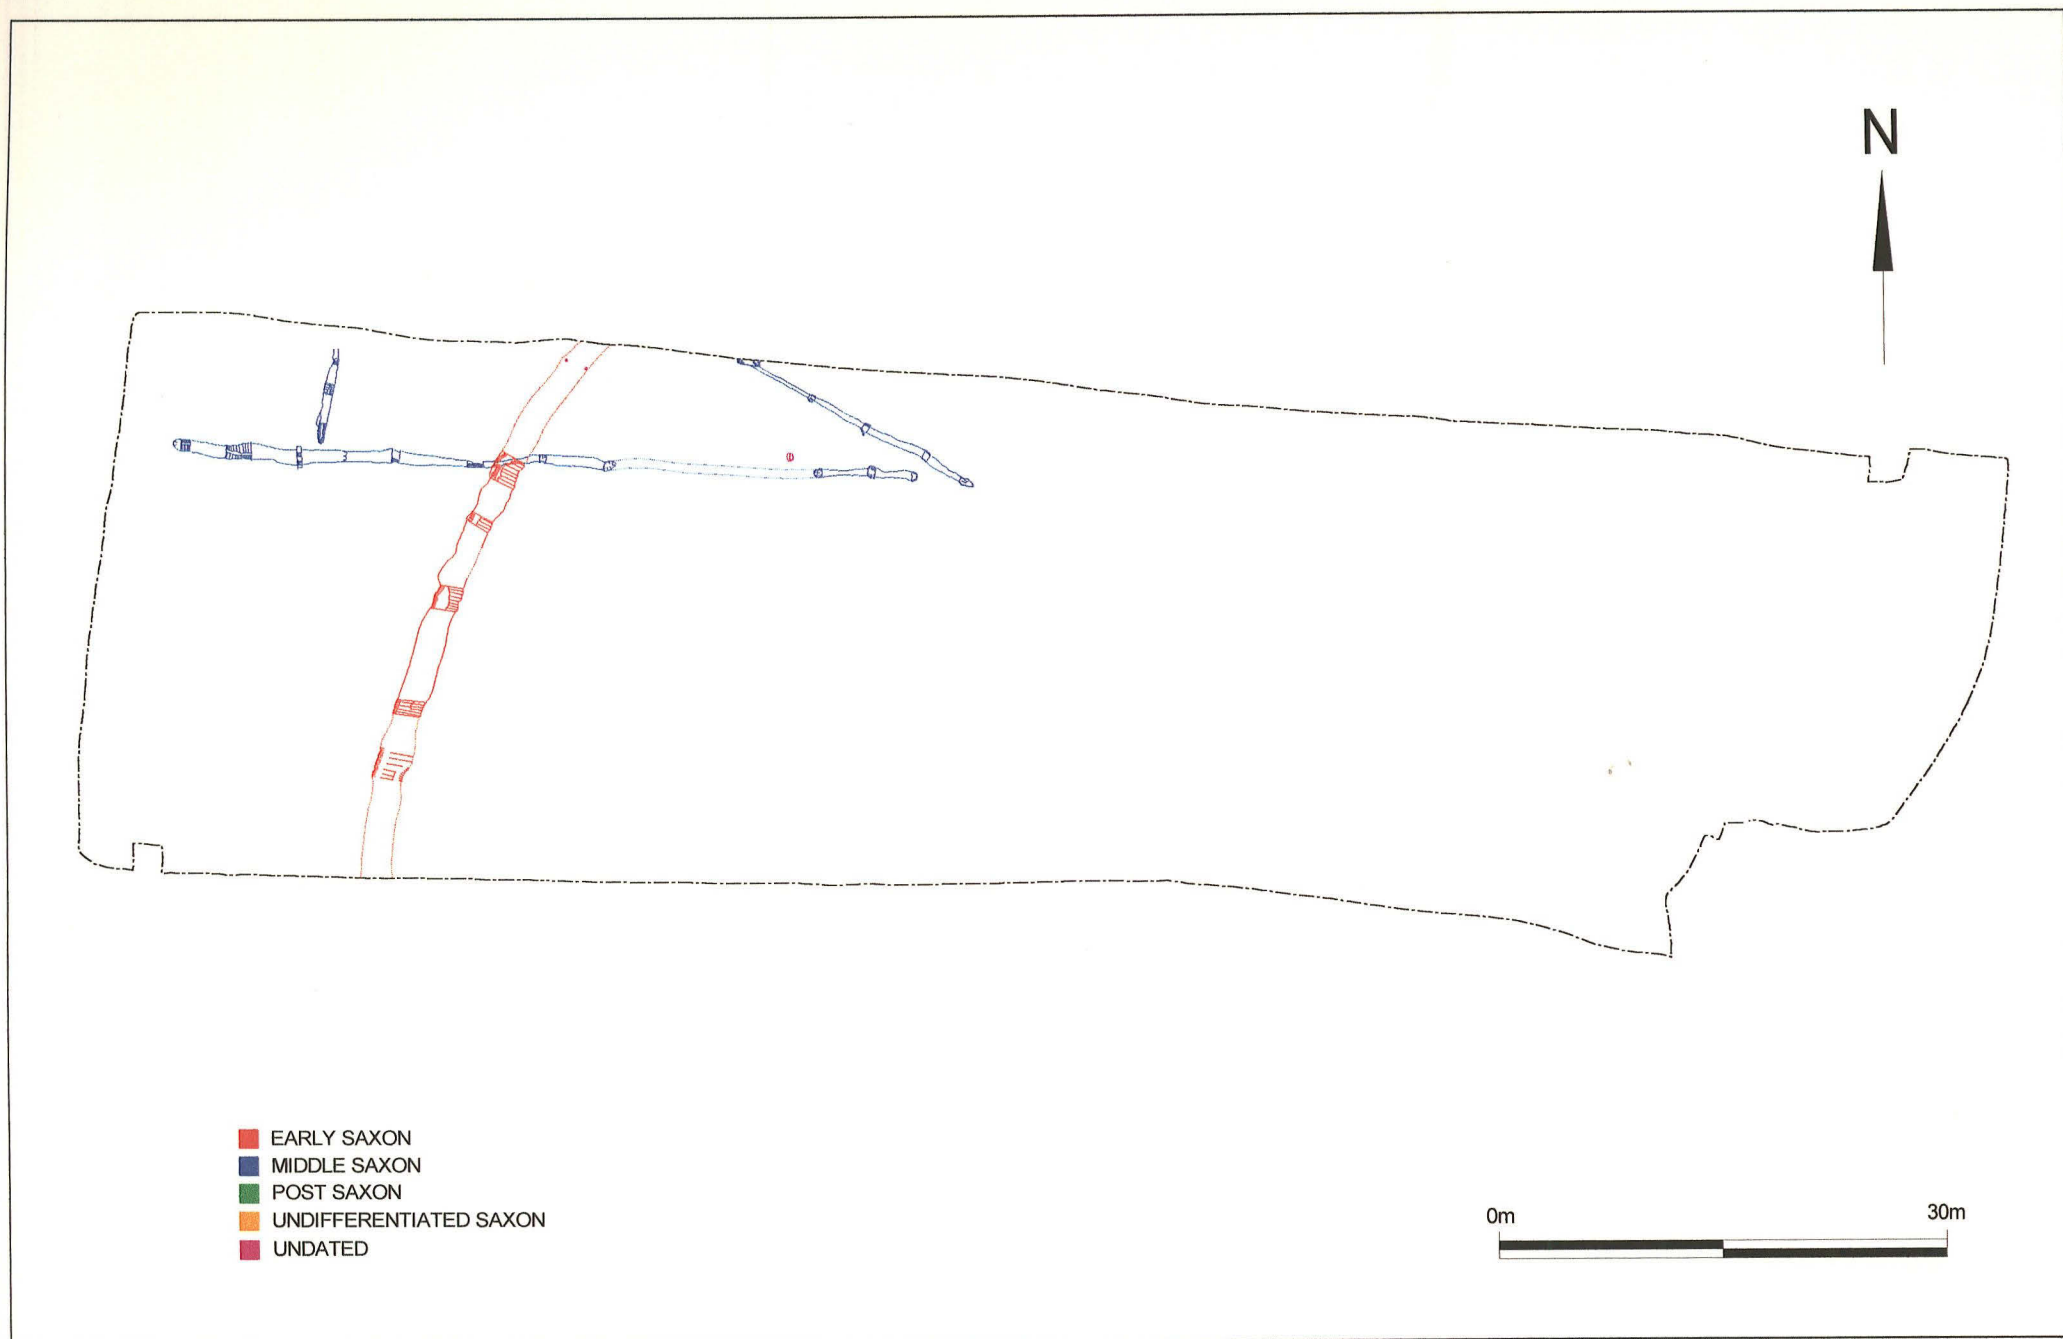 N
EARLY SAXON
MIDDLE SAXON
POST SAXON
UNDIFFERENTIATED SAXON
UNDATED
0m 30m